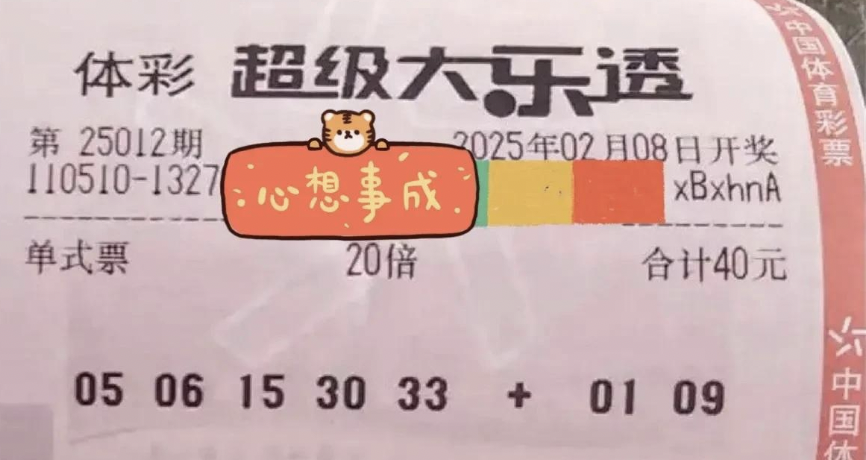 体彩 超级大乐透
第 25012期 2025年02月08日开奖
110510-1327 xBxhnA
心想事成
单式票 20倍 合计40元
05 06 15 30 33 + 01 09
中国体育彩票
中国体